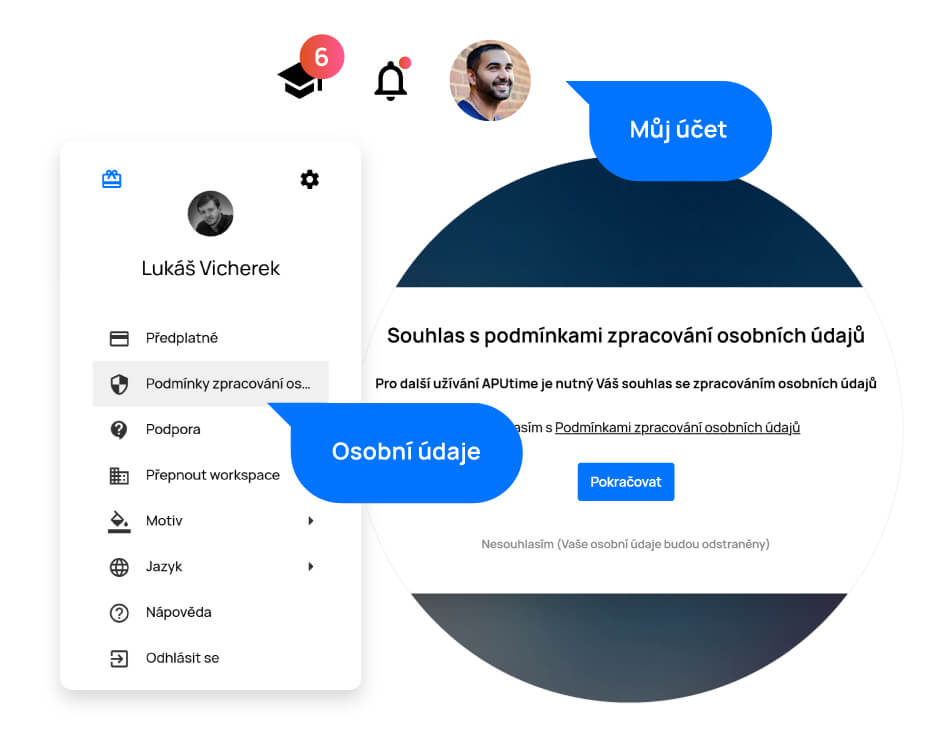 6
Můj účet
Lukáš Vicherek
Předplatné
Podmínky zpracování os...
Podpora
Přepnout workspace
Motiv
Jazyk
Nápověda
Odhlásit se
Osobní údaje
Souhlas s podmínkami zpracování osobních údajů
Pro další užívání APUtime je nutný Váš souhlas se zpracováním osobních údajů
s Podmínkami zpracování osobních údajů
Pokračovat
Nesouhlasím (Vaše osobní údaje budou odstraněny)